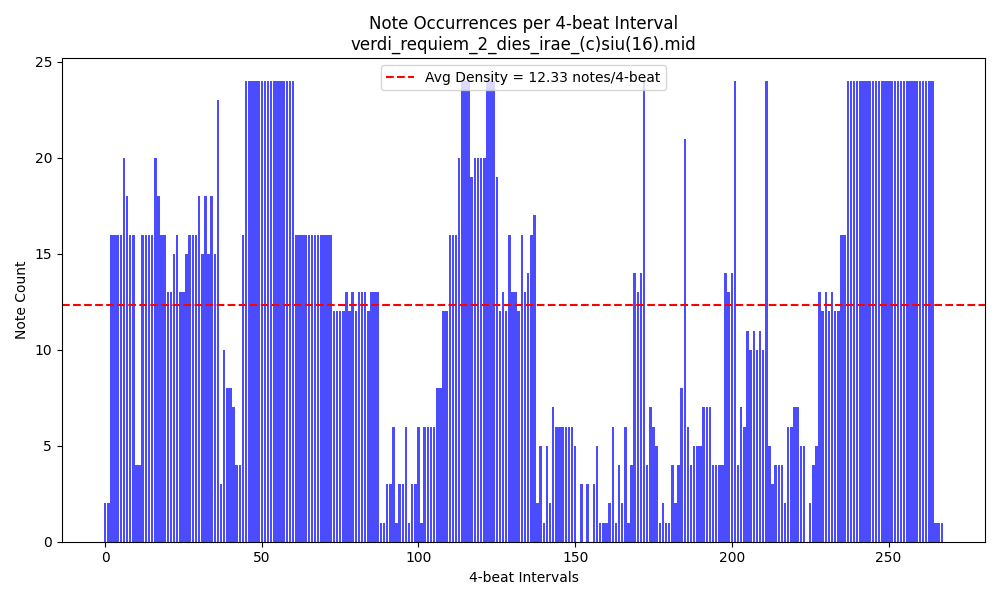 Note Occurrences per 4-beat Interval
verdi_requiem_2_dies_irae_(c)siu(16).mid
Avg Density = 12.33 notes/4-beat
Note Count
25
20
15
10
5
0
0 50 100 150 200 250
4-beat Intervals